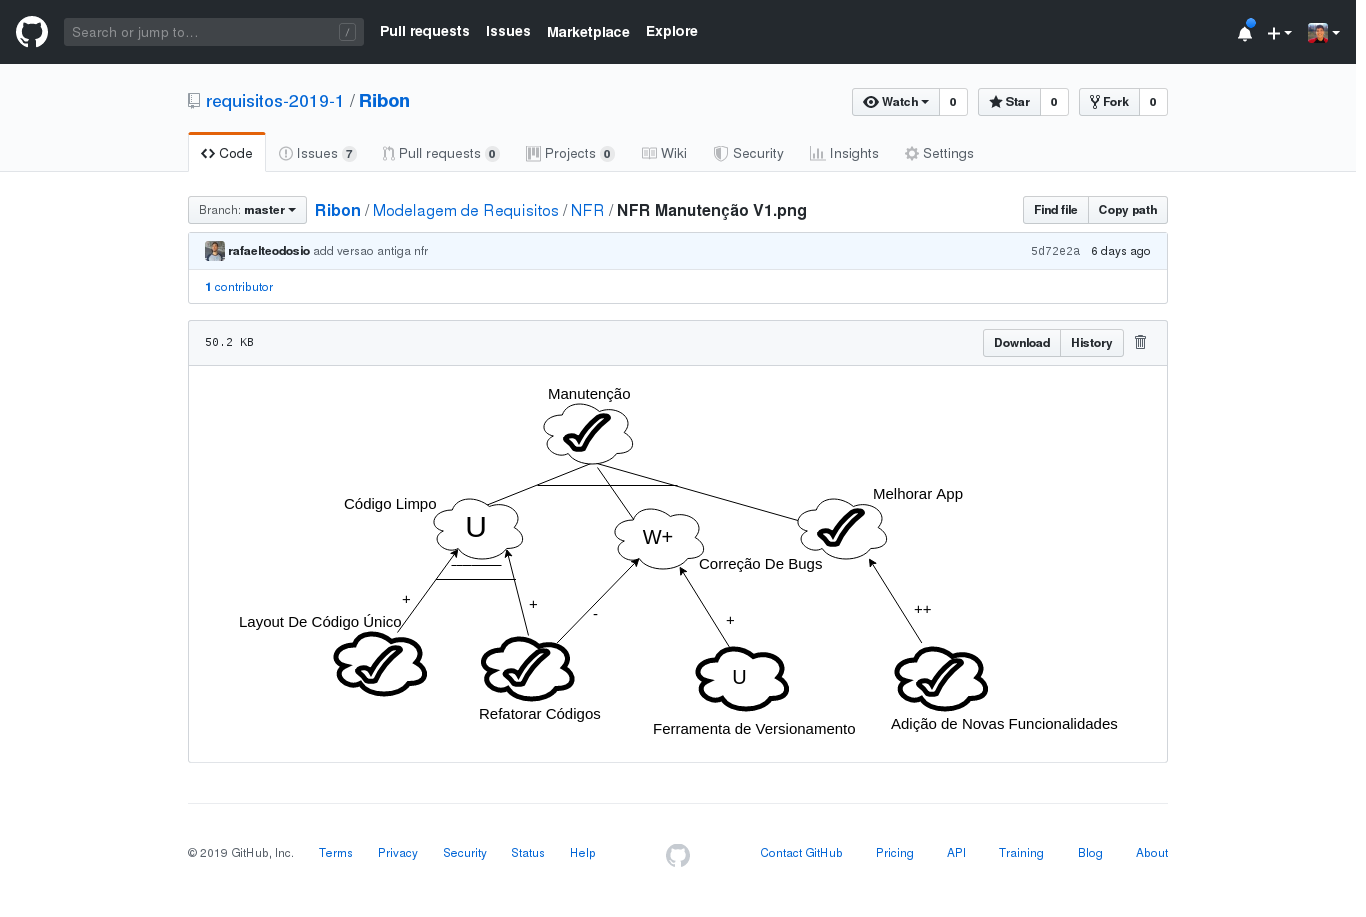 Search or jump to… /
Pull requests Issues Marketplace Explore
requisitos-2019-1 / Ribon
Watch 0 Star 0 Fork 0
Code Issues 7 Pull requests 0 Projects 0 Wiki Security Insights Settings
Branch: master Ribon / Modelagem de Requisitos / NFR / NFR Manutenção V1.png Find file Copy path
rafaelteodosio add versao antiga nfr 5d72e2a 6 days ago
1 contributor
50.2 KB Download History
Manutenção
Código Limpo
Melhorar App
U
W+
Correção De Bugs
+
+
-
+
++
Layout De Código Único
U
Refatorar Códigos
Ferramenta de Versionamento
Adição de Novas Funcionalidades
© 2019 GitHub, Inc. Terms Privacy Security Status Help Contact GitHub Pricing API Training Blog About